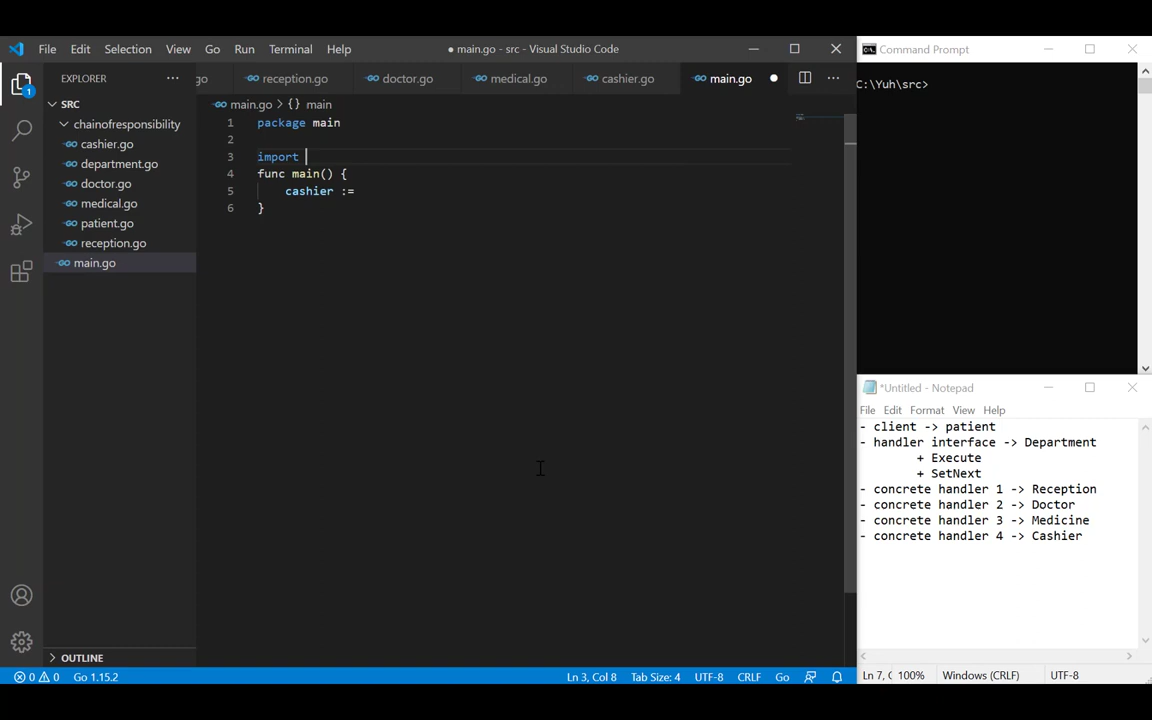 File Edit Selection View Go Run Terminal Help
● main.go - src - Visual Studio Code
EXPLORER
go
reception.go
doctor.go
medical.go
cashier.go
main.go
SRC
chainofresponsibility
cashier.go
department.go
doctor.go
medical.go
patient.go
reception.go
main.go
OUTLINE
main.go > {} main
1 package main
2
3 import
4 func main() {
5 cashier :=
6 }
1
0 0 Go 1.15.2
Ln 3, Col 8 Tab Size: 4 UTF-8 CRLF Go
Command Prompt
C:\Yuh\src>
*Untitled - Notepad
File Edit Format View Help
- client -> patient
- handler interface -> Department
+ Execute
+ SetNext
- concrete handler 1 -> Reception
- concrete handler 2 -> Doctor
- concrete handler 3 -> Medicine
- concrete handler 4 -> Cashier
Ln 7, C 100% Windows (CRLF) UTF-8